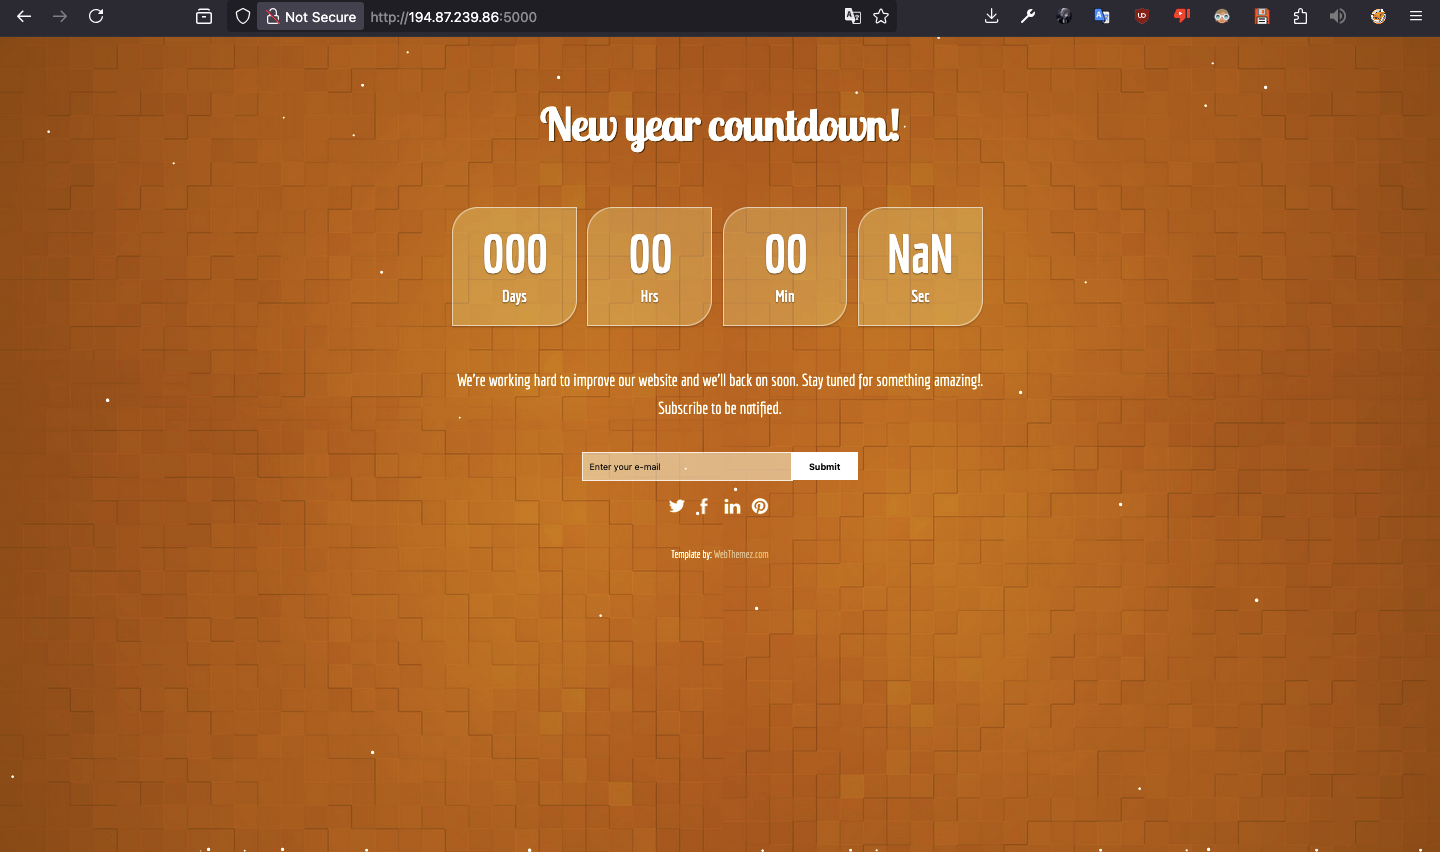 Not Secure http://194.87.239.86:5000
New year countdown!
000 00 00 NaN
Days Hrs Min Sec
We're working hard to improve our website and we'll back on soon. Stay tuned for something amazing!.
Subscribe to be notified.
Enter your e-mail Submit
Template by: WebThemez.com